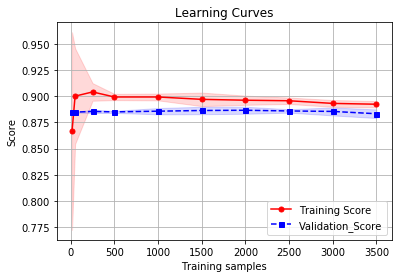 Learning Curves
Score
0.950
0.925
0.900
0.875
0.850
0.825
0.800
0.775
0 500 1000 1500 2000 2500 3000 3500
Training samples
Training Score
Validation_Score